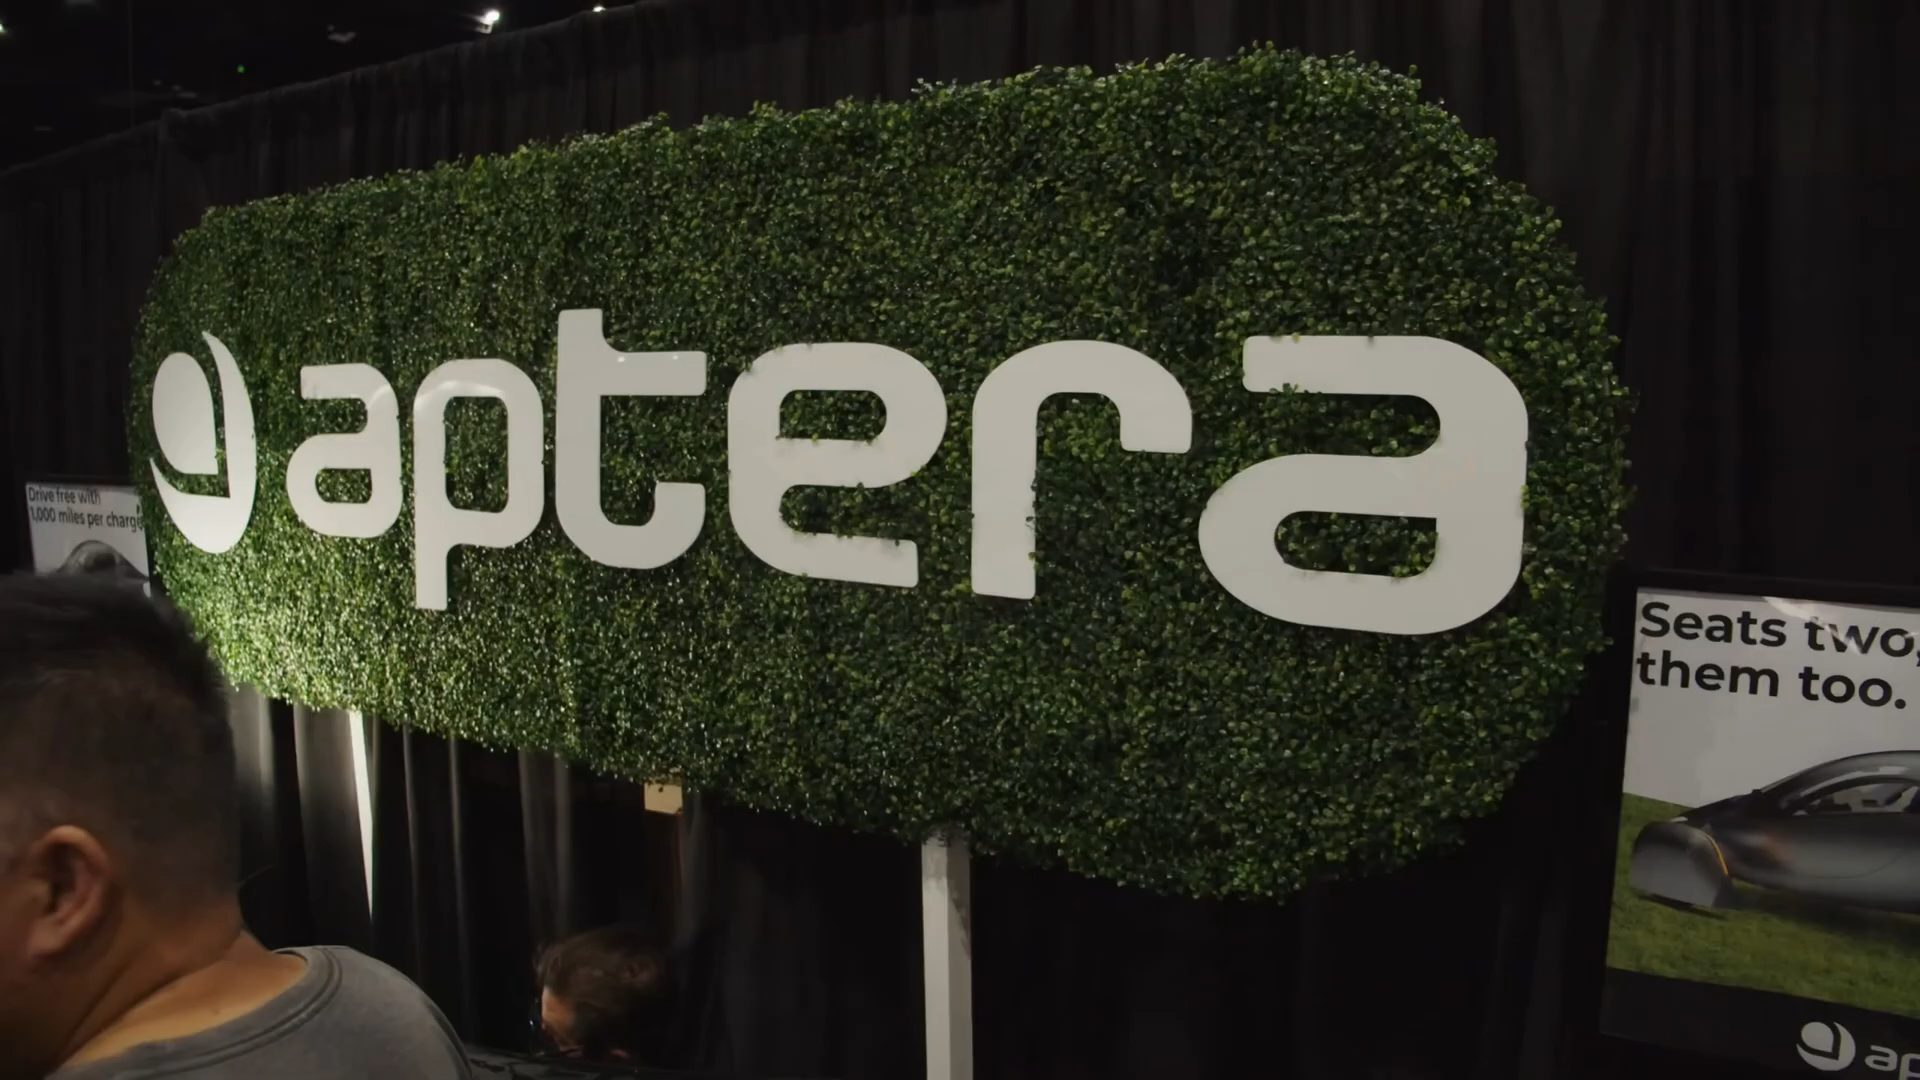 aptera
Drive free with
1,000 miles per charge
Seats two,
them too.
ap